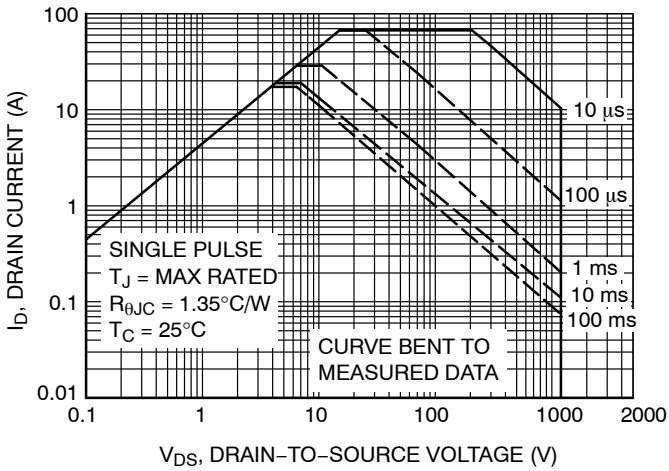 100
10
1
0.1
0.01
I_D, DRAIN CURRENT (A)
10 μs
100 μs
1 ms
10 ms
100 ms
SINGLE PULSE
T_J = MAX RATED
R_θJC = 1.35°C/W
T_C = 25°C
CURVE BENT TO
MEASURED DATA
0.1 1 10 100 1000 2000
V_DS, DRAIN−TO−SOURCE VOLTAGE (V)